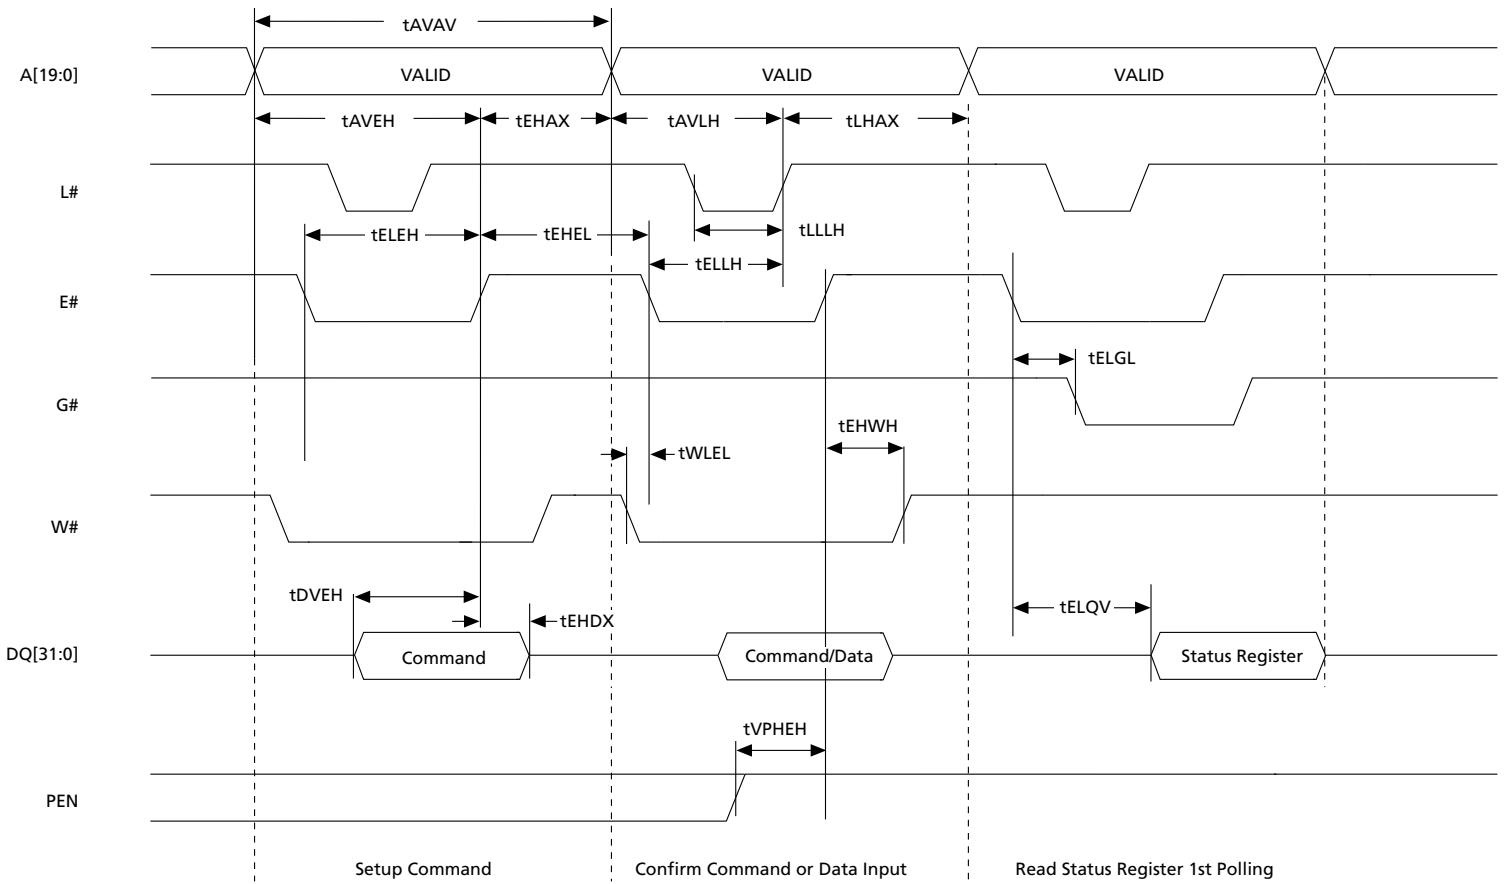 tAVAV
A[19:0] VALID VALID VALID
tAVEH tEHAX tAVLH tLHAX
L#
tELEH tEHEL tLLLH
tELLH
E#
tELGL
G#
tEHWH
tWLEL
W#
tDVEH tELQV
tEHDX
DQ[31:0] Command Command/Data Status Register
tVPHEH
PEN
Setup Command Confirm Command or Data Input Read Status Register 1st Polling